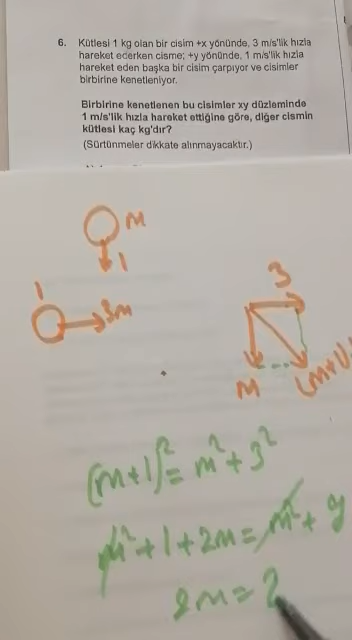 6. Kütlesi 1 kg olan bir cisim +x yönünde, 3 m/s'lik hızla
hareket ederken cisme; +y yönünde, 1 m/s'lik hızla
hareket eden başka bir cisim çarpıyor ve cisimler
birbirine kenetleniyor.
Birbirine kenetlenen bu cisimler xy düzleminde
1 m/s'lik hızla hareket ettiğine göre, diğer cismin
kütlesi kaç kg'dır?
(Sürtünmeler dikkate alınmayacaktır.)
m
1
1
3m
3
m
(m+1)
(m+1)² = m² + 3²
m² + 1 + 2m = m² + 9
2m =